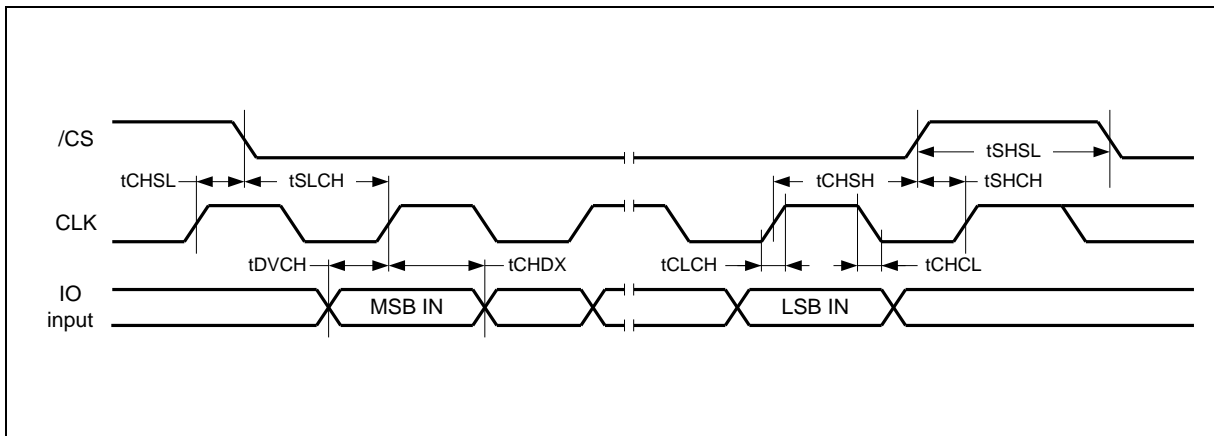 /CS
tSHSL
tCHSL
tSLCH
tCHSH
tSHCH
CLK
tDVCH
tCHDX
tCLCH
tCHCL
IO
input
MSB IN
LSB IN